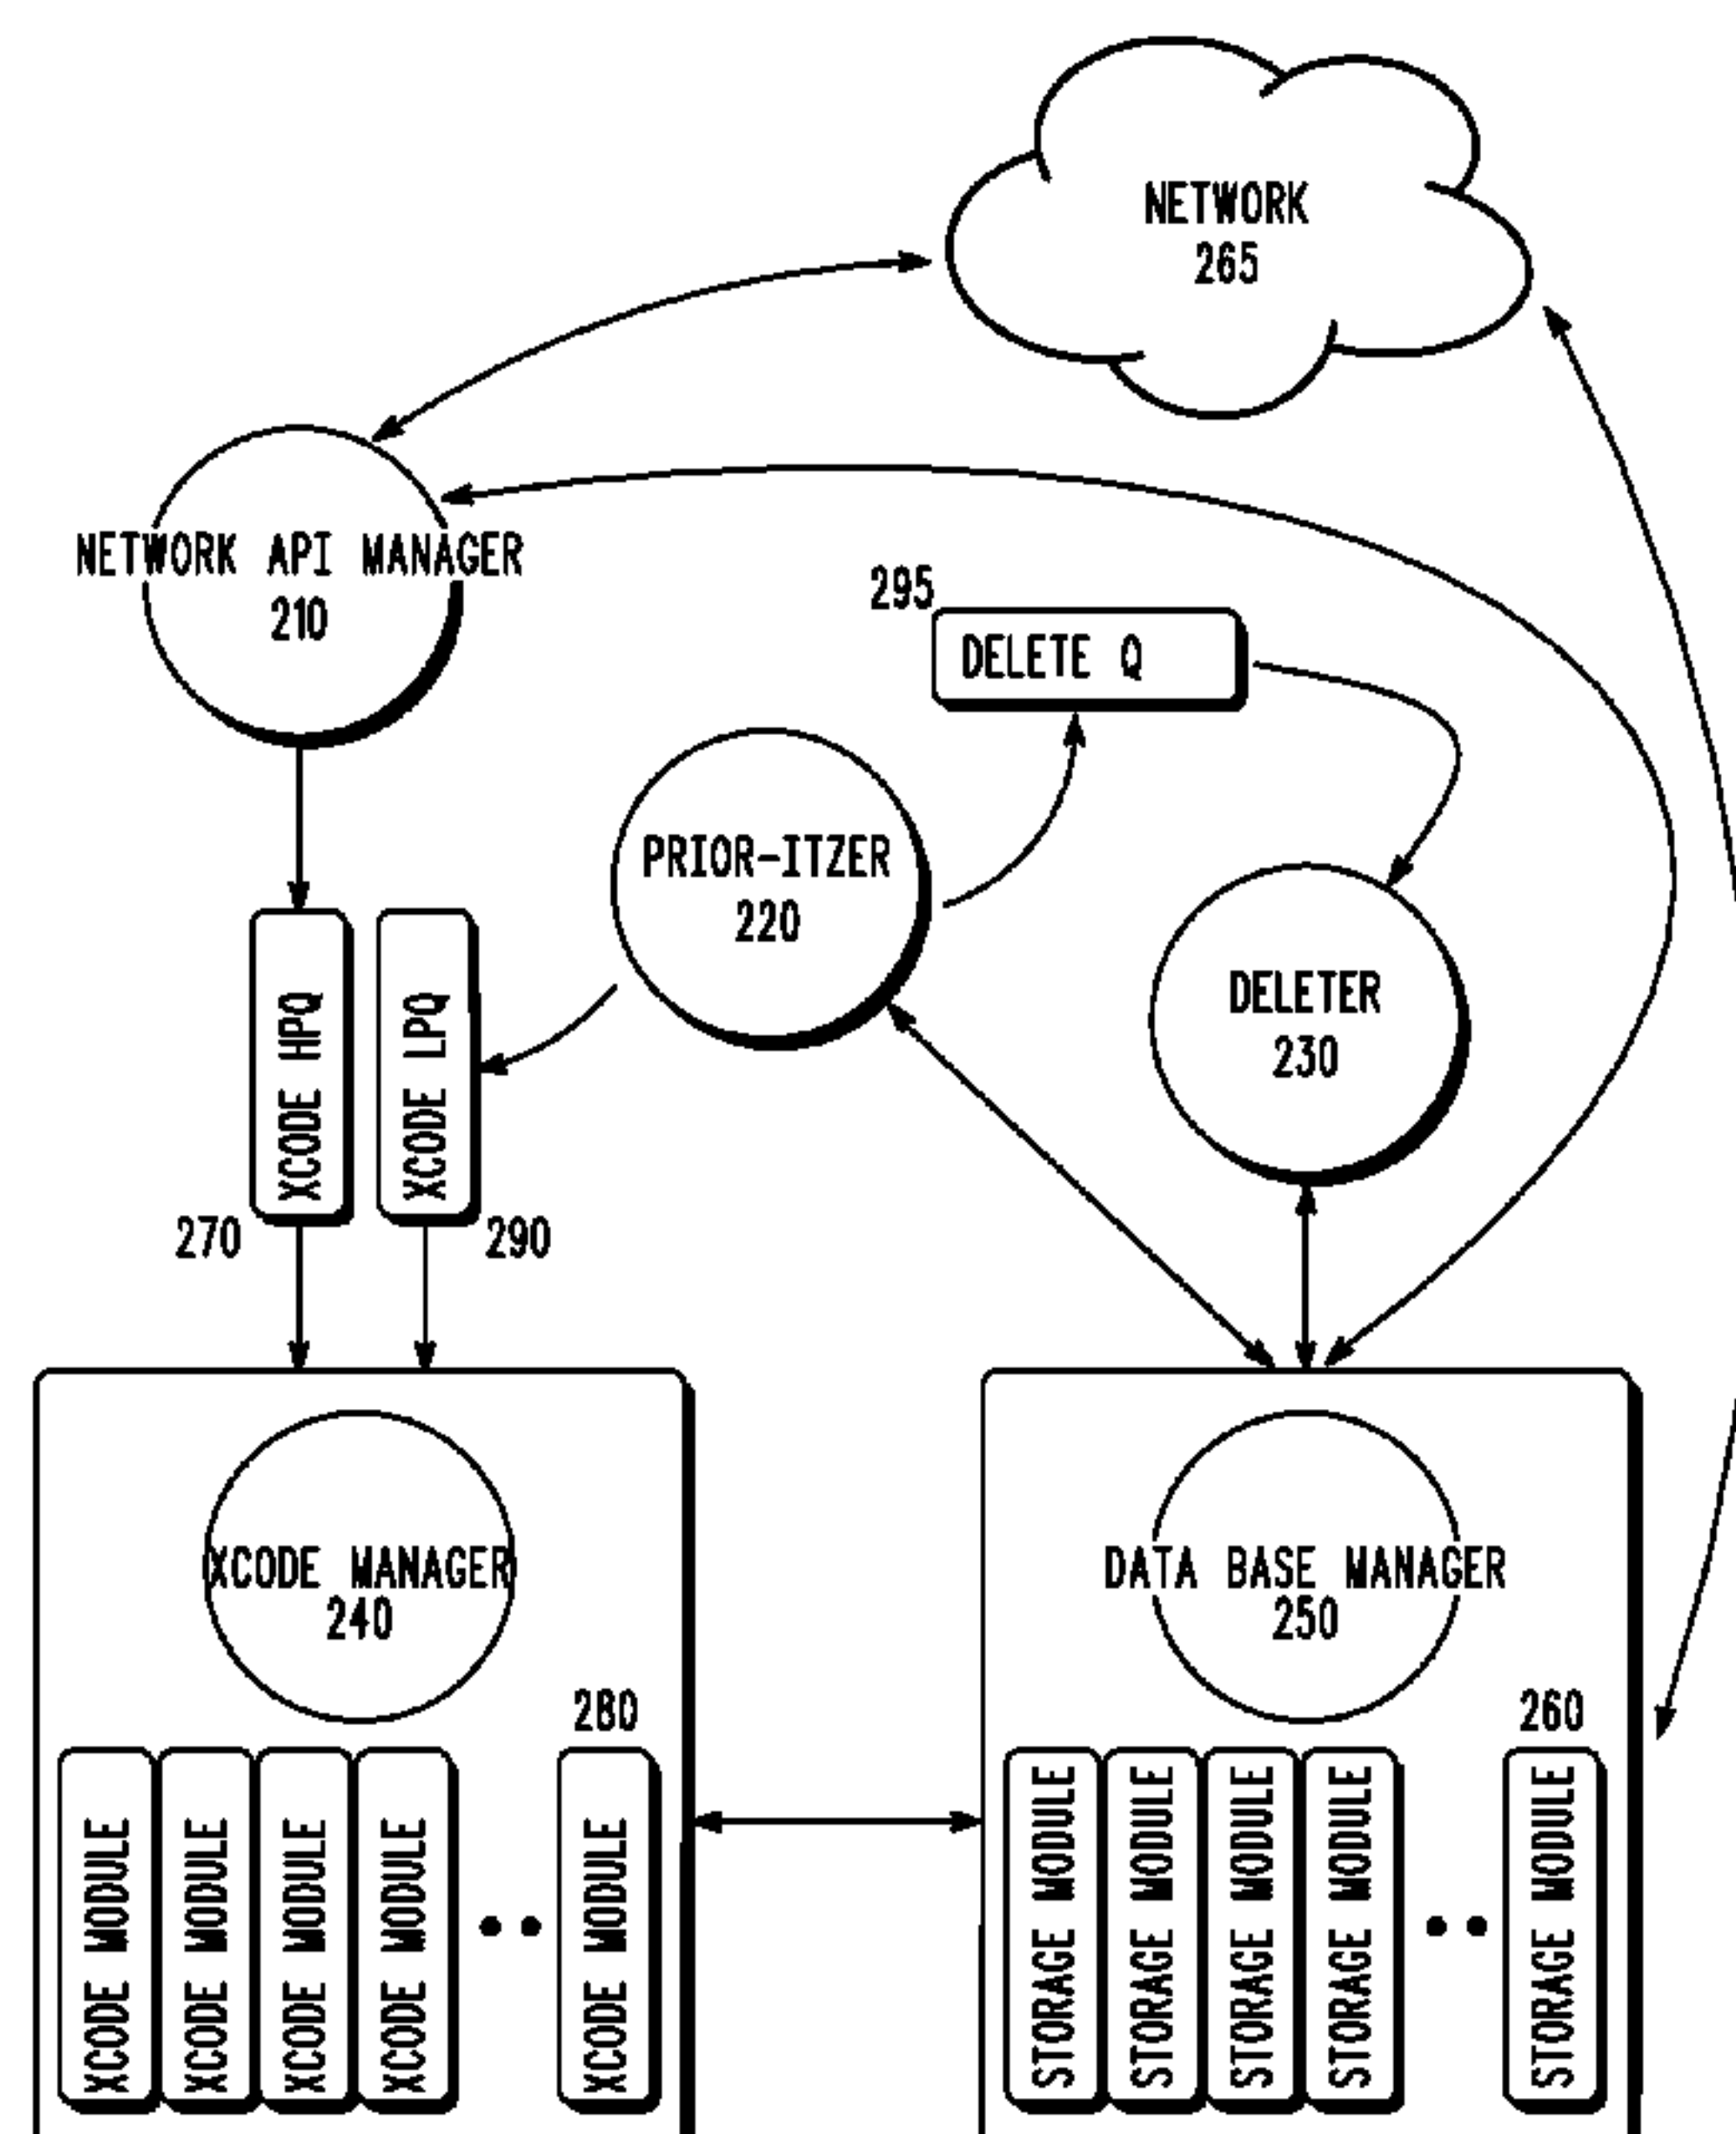 NETWORK
265
NETWORK API MANAGER
210
295
DELETE Q
PRIOR-ITZER
220
DELETER
230
XCODE HPQ
XCODE LPQ
270
290
XCODE MANAGER
240
DATA BASE MANAGER
250
280
260
XCODE MODULE
XCODE MODULE
XCODE MODULE
XCODE MODULE
XCODE MODULE
STORAGE MODULE
STORAGE MODULE
STORAGE MODULE
STORAGE MODULE
STORAGE MODULE